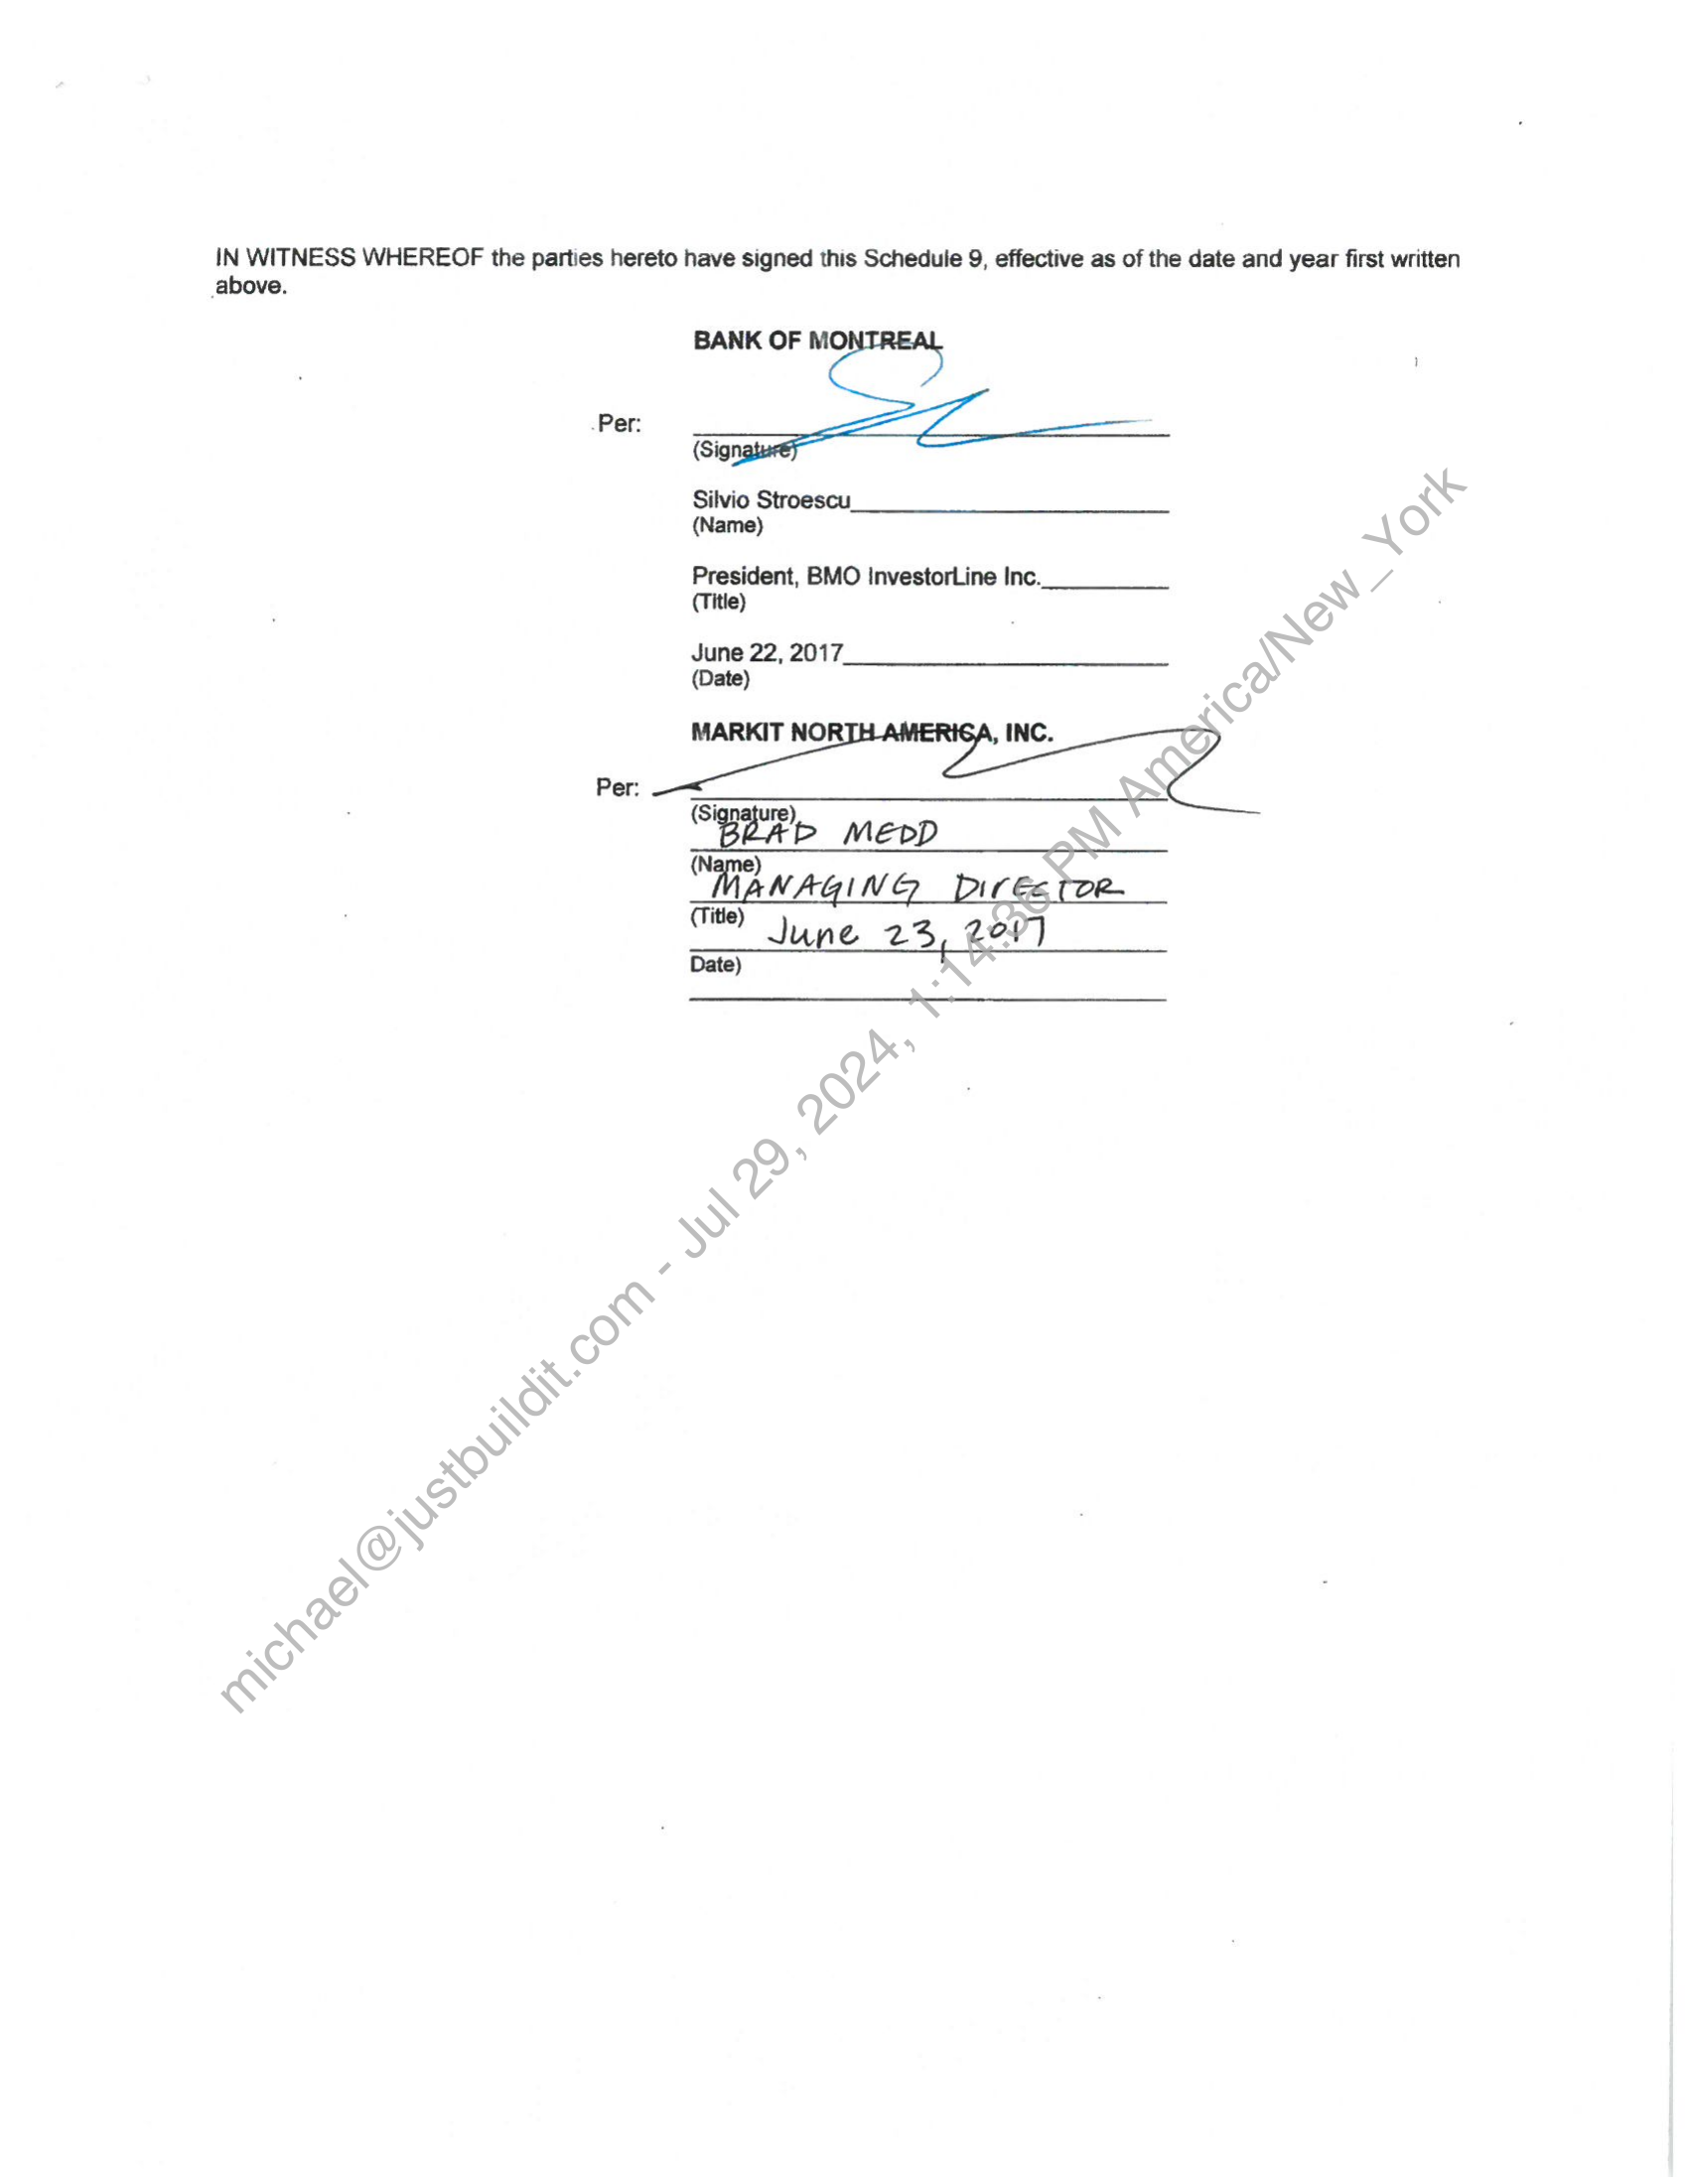 IN WITNESS WHEREOF the parties hereto have signed this Schedule 9, effective as of the date and year first written
above.
BANK OF MONTREAL
Per:
(Signature)
Silvio Stroescu
(Name)
President, BMO InvestorLine Inc.
(Title)
June 22, 2017
(Date)
MARKIT NORTH AMERICA, INC.
Per:
(Signature)
BRAD MEDD
(Name)
MANAGING DIrECTOR
(Title)
June 23, 2017
Date)
michael@justbuildit.com - Jul 29, 2024, 1:14:36 PM America/New_York